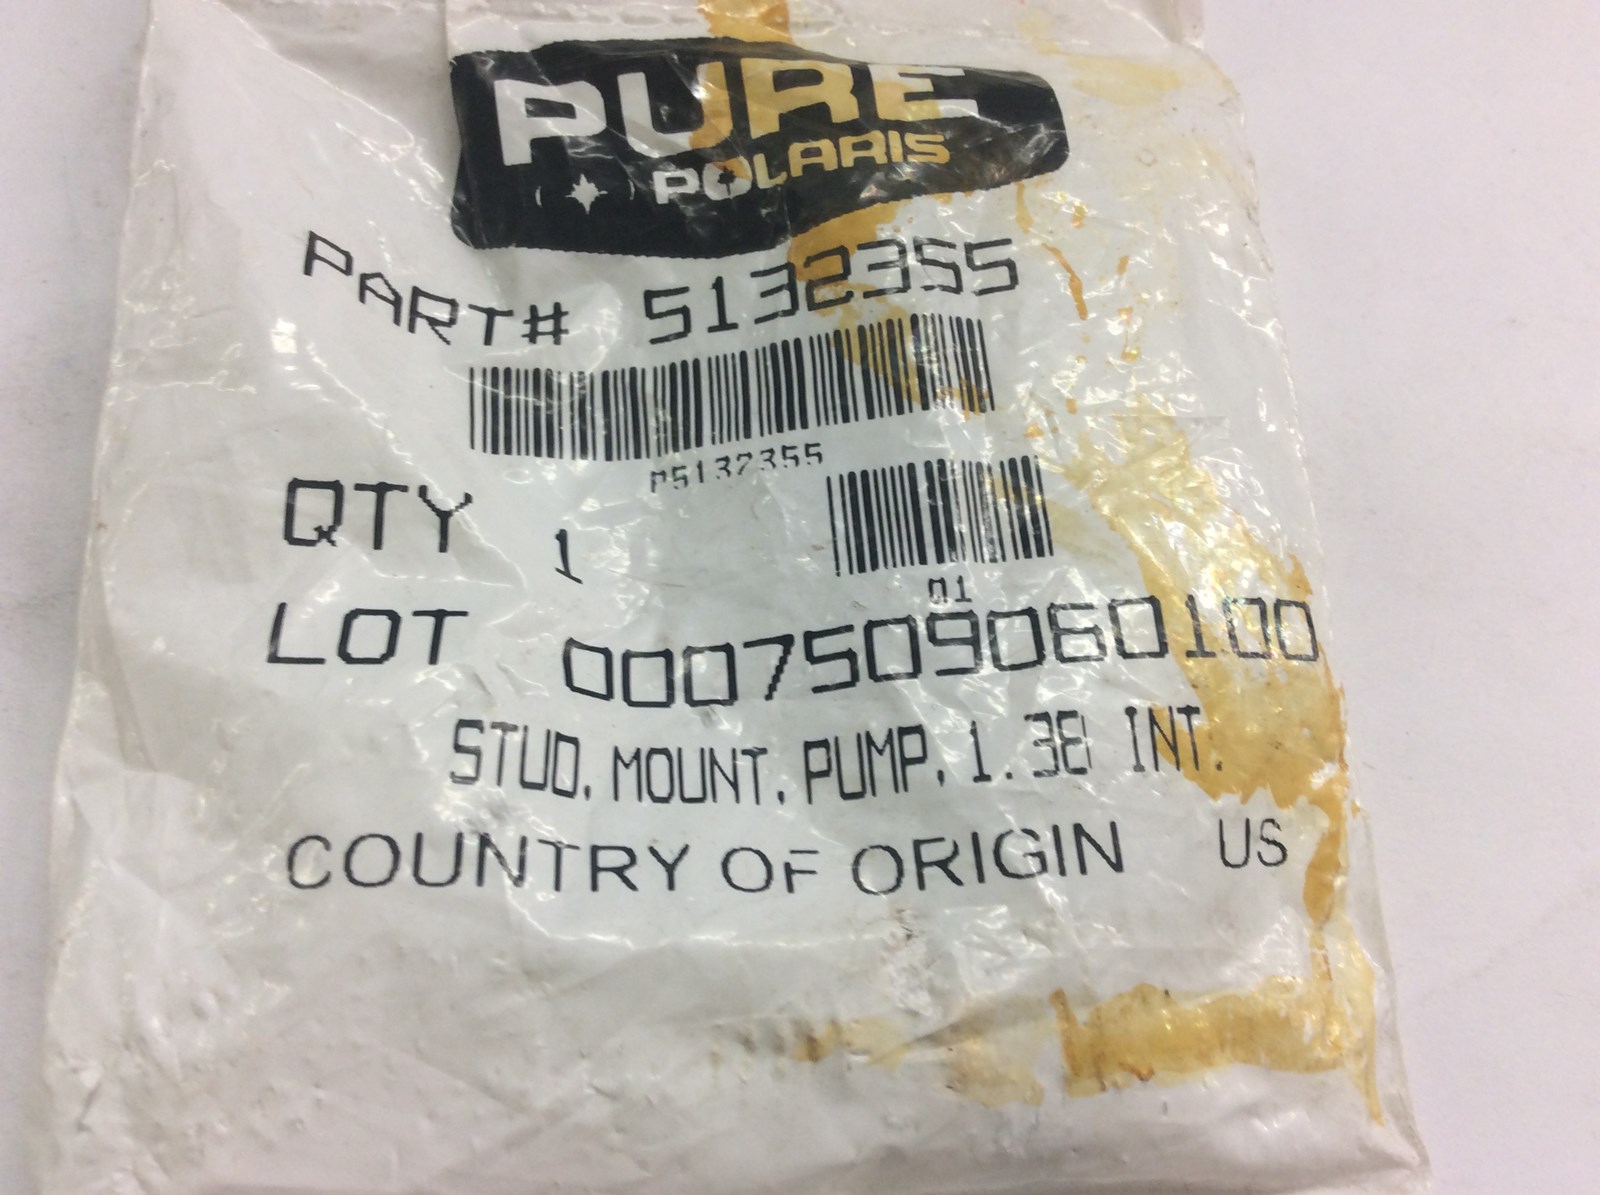 PURE
POLARIS
PART# 5132355
P5132355
QTY 1
01
LOT 0007509060100
STUD, MOUNT, PUMP, 1.38 INT.
COUNTRY OF ORIGIN US